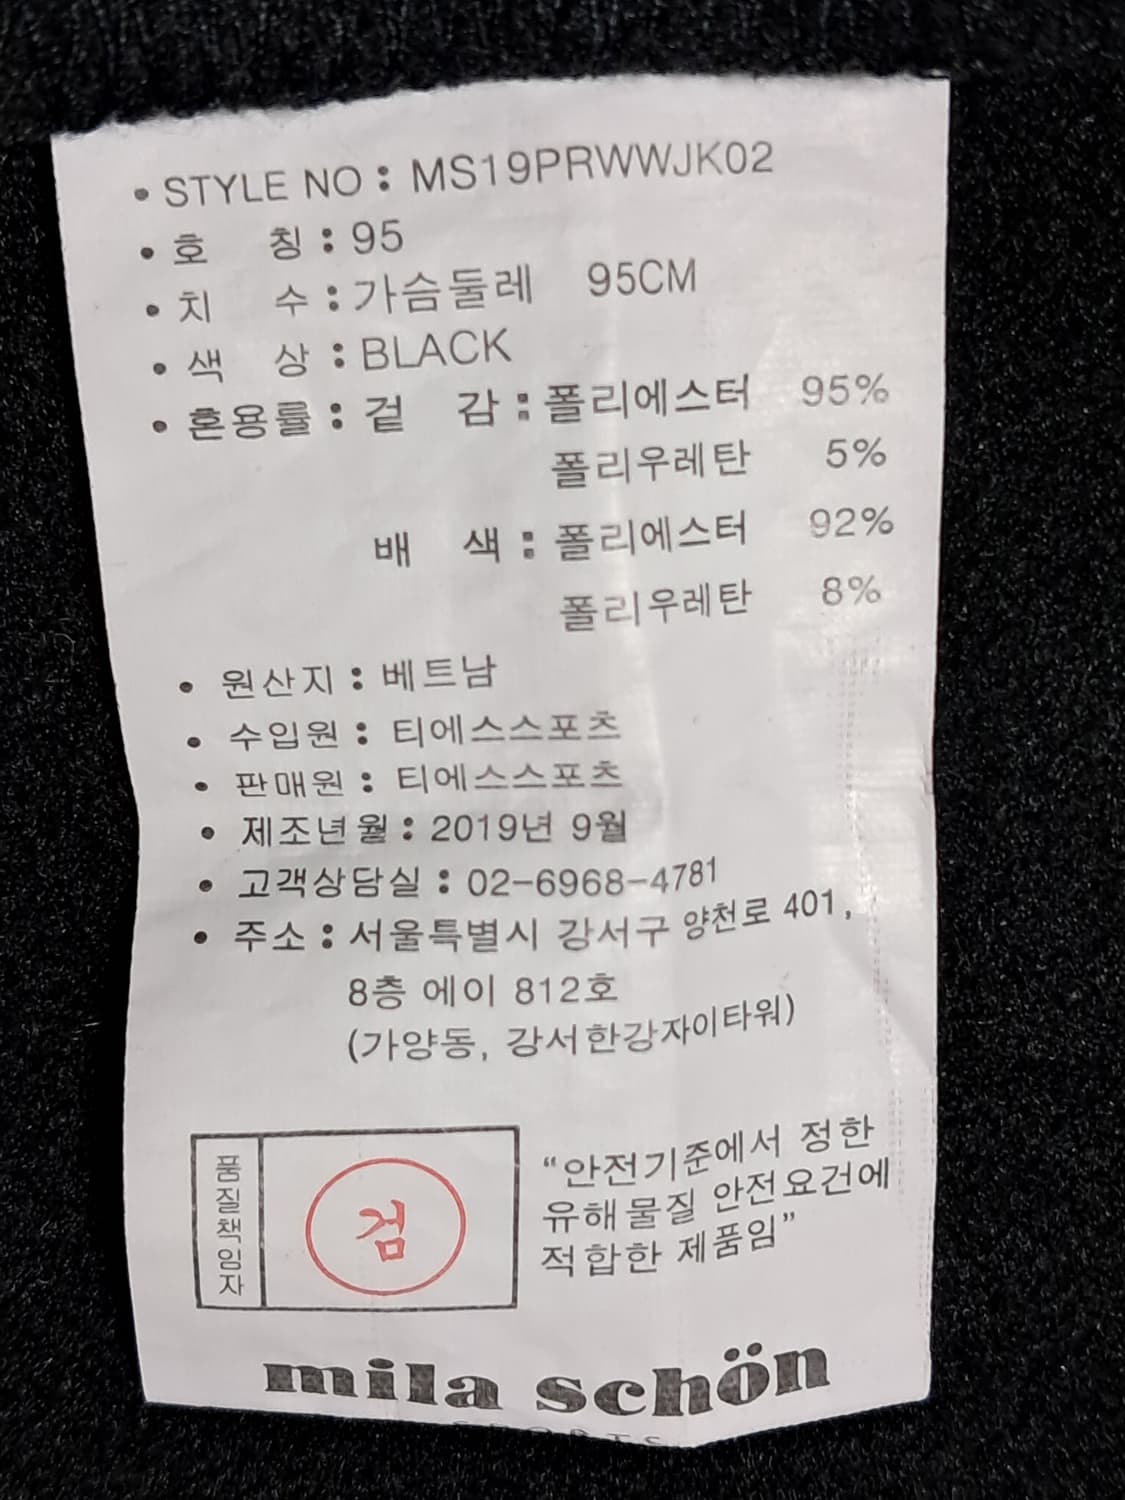 • STYLE NO : MS19PRWWJK02
• 호 칭 : 95
• 치 수 : 가슴둘레 95CM
• 색 상 : BLACK
• 혼용률 : 겉 감 : 폴리에스터 95%
폴리우레탄 5%
배 색 : 폴리에스터 92%
폴리우레탄 8%
• 원산지 : 베트남
• 수입원 : 티에스스포츠
• 판매원 : 티에스스포츠
• 제조년월 : 2019년 9월
• 고객상담실 : 02-6968-4781
• 주소 : 서울특별시 강서구 양천로 401,
8층 에이 812호
(가양동, 강서한강자이타워)
품질책임자
검
“안전기준에서 정한
유해물질 안전요건에
적합한 제품임”
mila schön
SPORTS